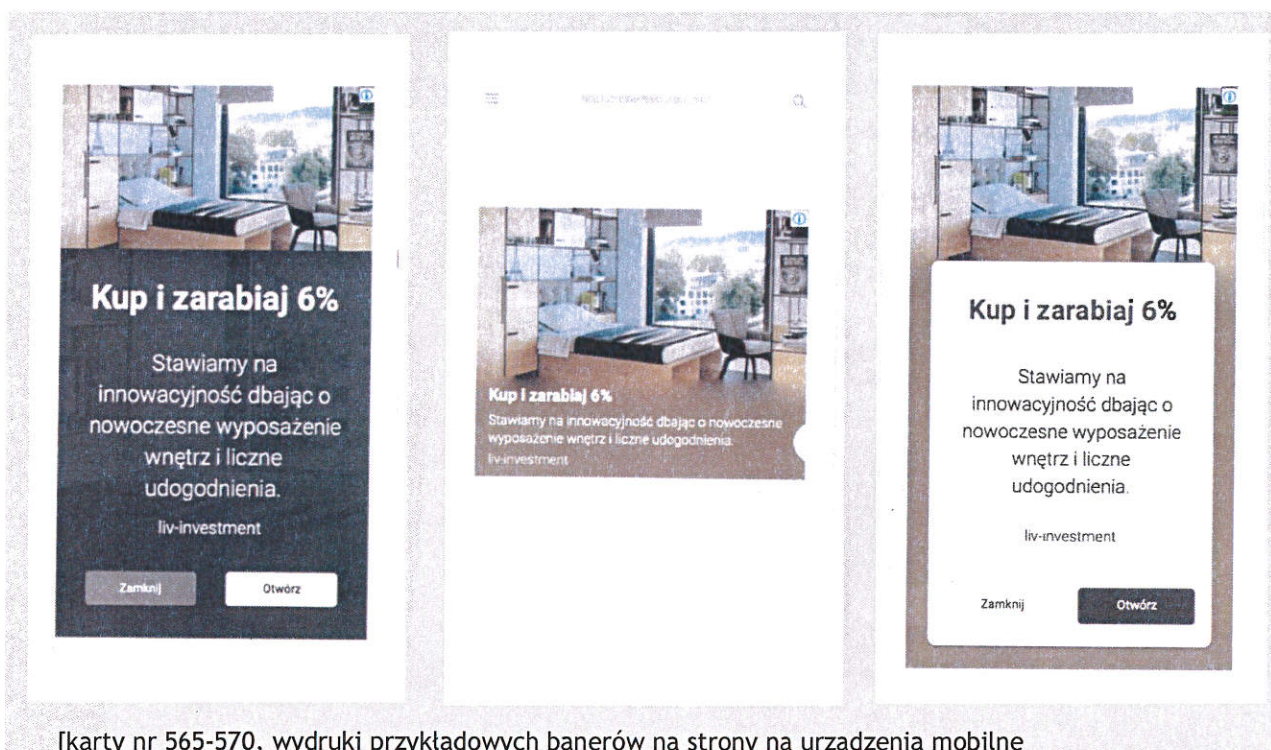 Kup i zarabiaj 6%
Stawiamy na
innowacyjność dbając o
nowoczesne wyposażenie
wnętrz i liczne
udogodnienia.
liv-investment
Zamknij
Otwórz
Kup i zarabiaj 6%
Stawiamy na innowacyjność dbając o nowoczesne
wyposażenie wnętrz i liczne udogodnienia.
liv-investment
Kup i zarabiaj 6%
Stawiamy na
innowacyjność dbając o
nowoczesne wyposażenie
wnętrz i liczne
udogodnienia.
liv-investment
Zamknij
Otwórz
[karty nr 565-570, wydruki przykładowych banerów na strony na urządzenia mobilne